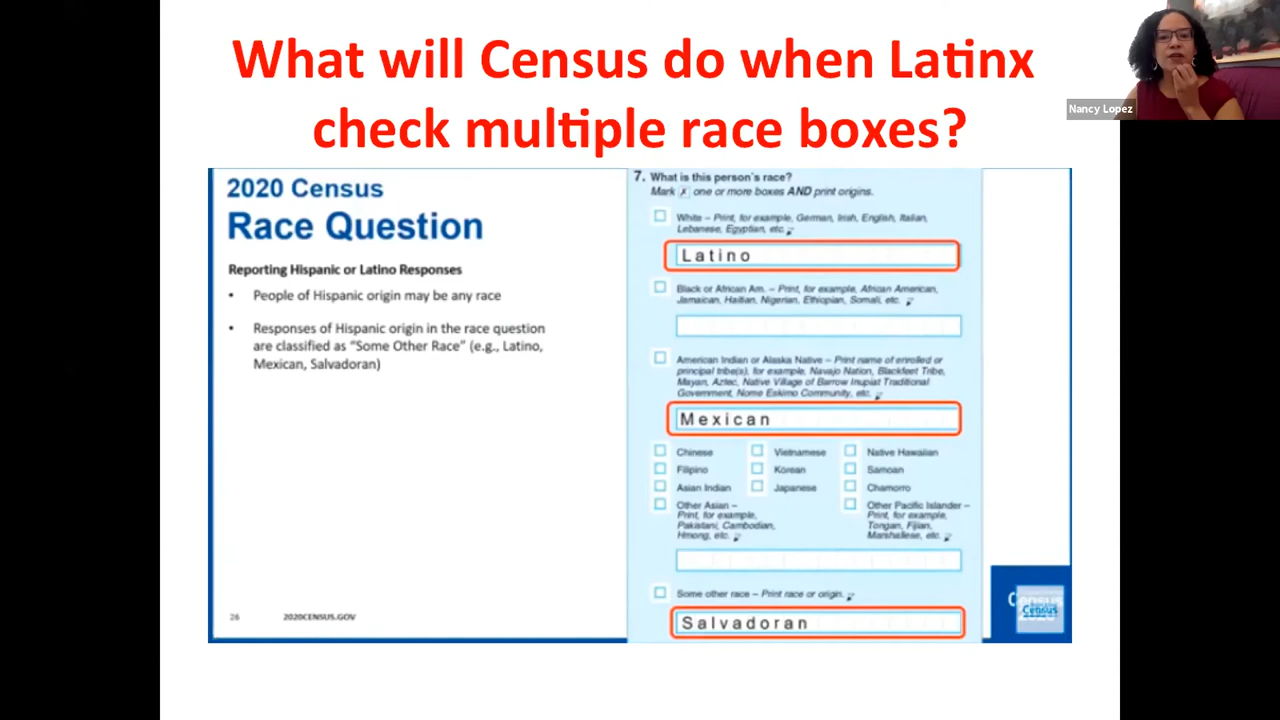 What will Census do when Latinx
check multiple race boxes?
Nancy Lopez
2020 Census
Race Question
Reporting Hispanic or Latino Responses
• People of Hispanic origin may be any race
• Responses of Hispanic origin in the race question
are classified as “Some Other Race” (e.g., Latino,
Mexican, Salvadoran)
26 2020CENSUS.GOV
7. What is this person's race?
Mark x one or more boxes AND print origins.
White – Print, for example, German, Irish, English, Italian,
Lebanese, Egyptian, etc.
Latino
Black or African Am. – Print, for example, African American,
Jamaican, Haitian, Nigerian, Ethiopian, Somali, etc.
American Indian or Alaska Native – Print name of enrolled or
principal tribe(s), for example, Navajo Nation, Blackfeet Tribe,
Mayan, Aztec, Native Village of Barrow Inupiat Traditional
Government, Nome Eskimo Community, etc.
Mexican
Chinese Vietnamese Native Hawaiian
Filipino Korean Samoan
Asian Indian Japanese Chamorro
Other Asian – Other Pacific Islander –
Print, for example, Print, for example,
Pakistani, Cambodian, Tongan, Fijian,
Hmong, etc. Marshallese, etc.
Some other race – Print race or origin.
Salvadoran
Census